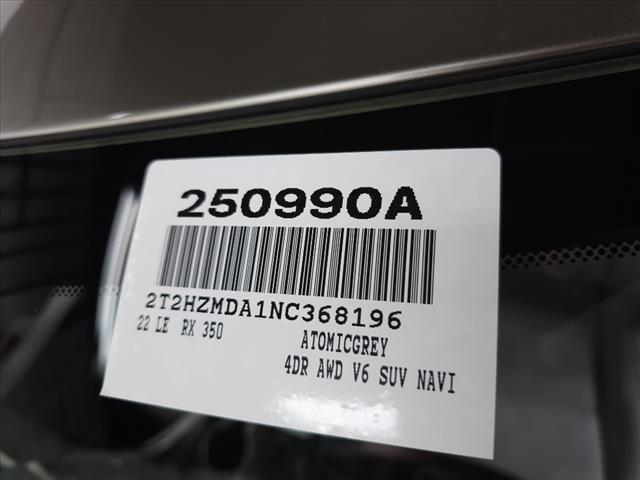 250990A
2T2HZMDA1NC368196
22 LE RX 350
ATOMICGREY
4DR AWD V6 SUV NAVI